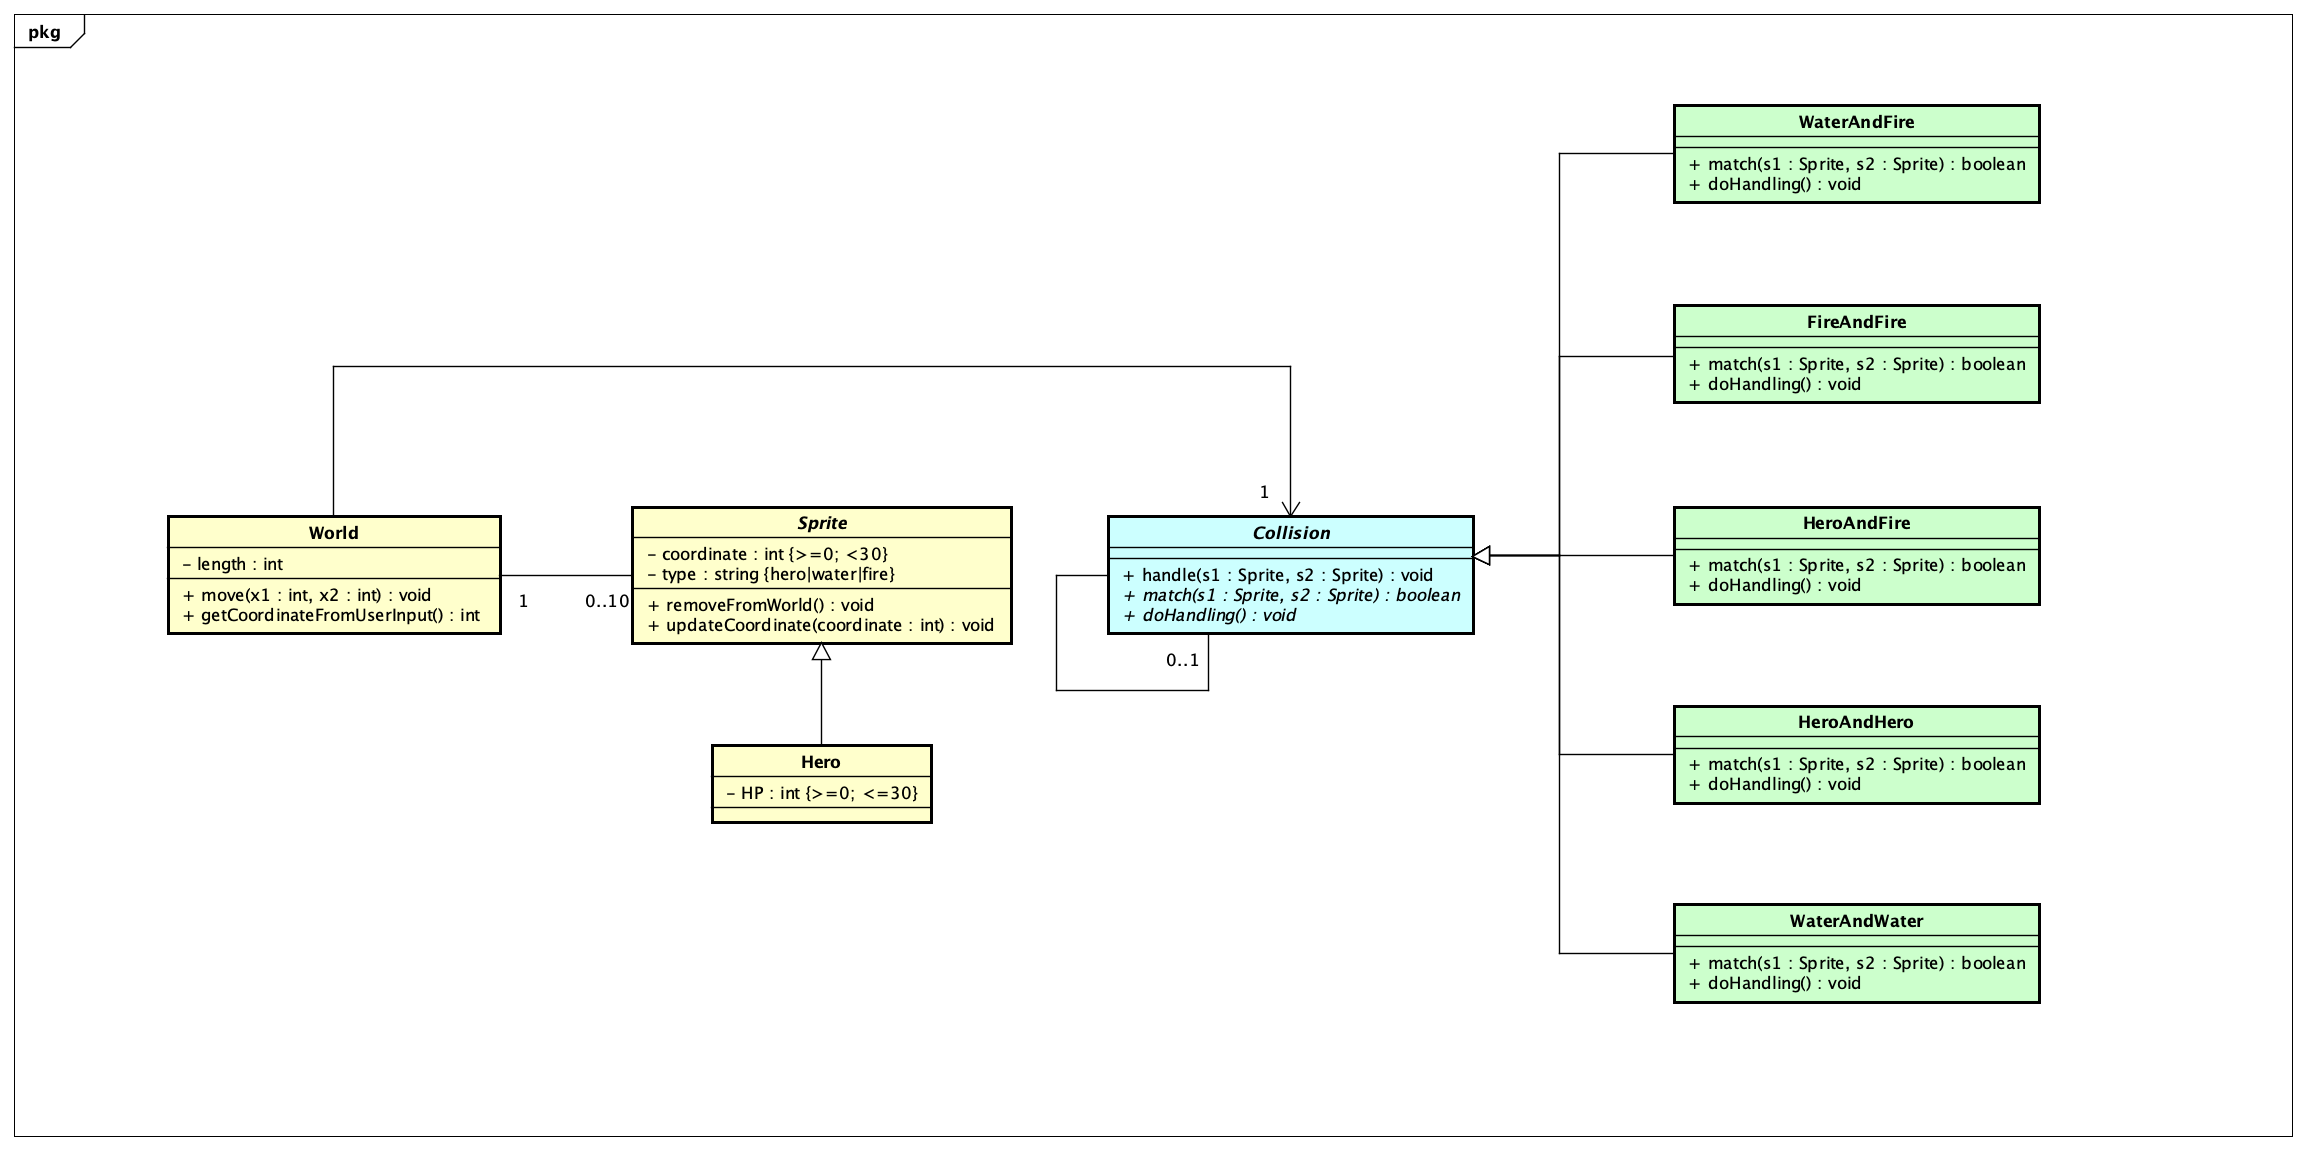 pkg
WaterAndFire
+ match(s1 : Sprite, s2 : Sprite) : boolean
+ doHandling() : void
FireAndFire
+ match(s1 : Sprite, s2 : Sprite) : boolean
+ doHandling() : void
1
World
– length : int
+ move(x1 : int, x2 : int) : void
+ getCoordinateFromUserInput() : int
1
0..10
Sprite
– coordinate : int {>=0; <30}
– type : string {hero|water|fire}
+ removeFromWorld() : void
+ updateCoordinate(coordinate : int) : void
Collision
+ handle(s1 : Sprite, s2 : Sprite) : void
+ match(s1 : Sprite, s2 : Sprite) : boolean
+ doHandling() : void
0..1
HeroAndFire
+ match(s1 : Sprite, s2 : Sprite) : boolean
+ doHandling() : void
Hero
– HP : int {>=0; <=30}
HeroAndHero
+ match(s1 : Sprite, s2 : Sprite) : boolean
+ doHandling() : void
WaterAndWater
+ match(s1 : Sprite, s2 : Sprite) : boolean
+ doHandling() : void